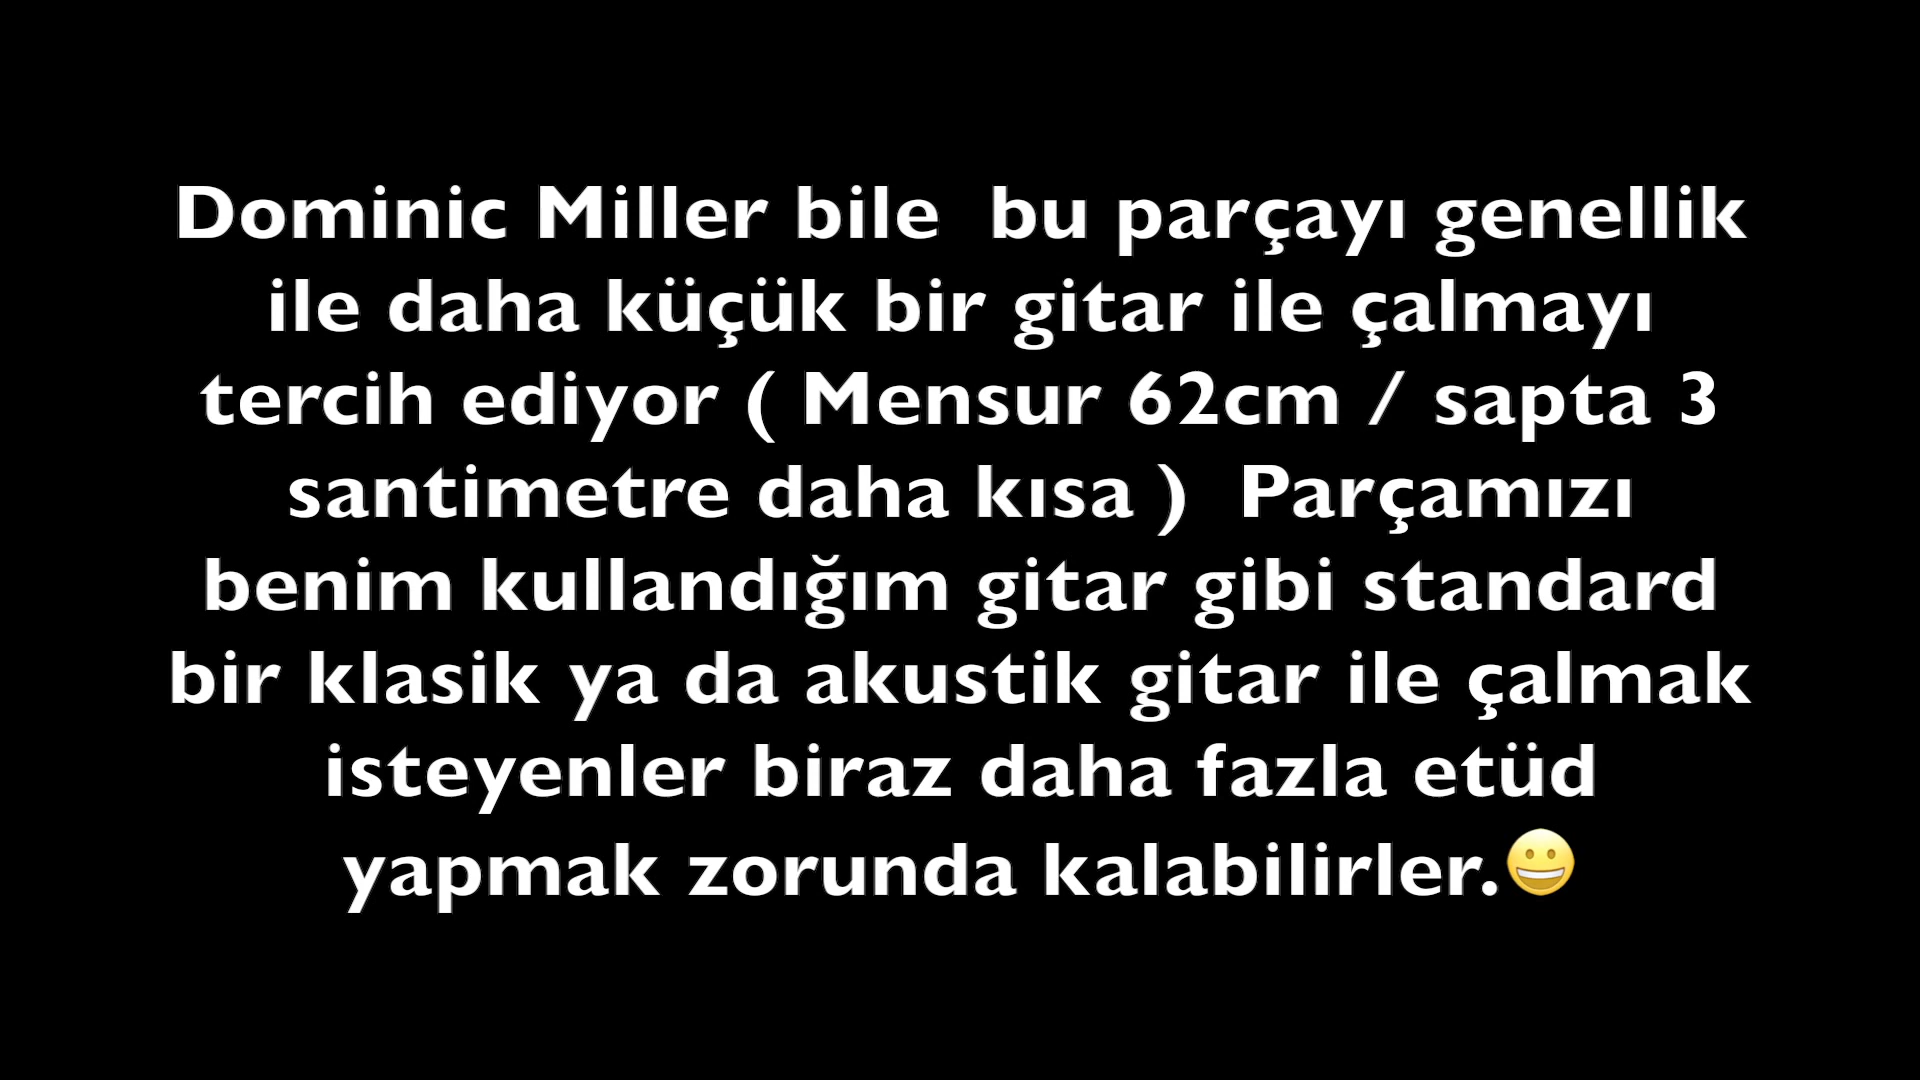 Dominic Miller bile  bu parçayı genellik
ile daha küçük bir gitar ile çalmayı
tercih ediyor ( Mensur 62cm / sapta 3
santimetre daha kısa )  Parçamızı
benim kullandığım gitar gibi standard
bir klasik ya da akustik gitar ile çalmak
isteyenler biraz daha fazla etüd
yapmak zorunda kalabilirler.😀